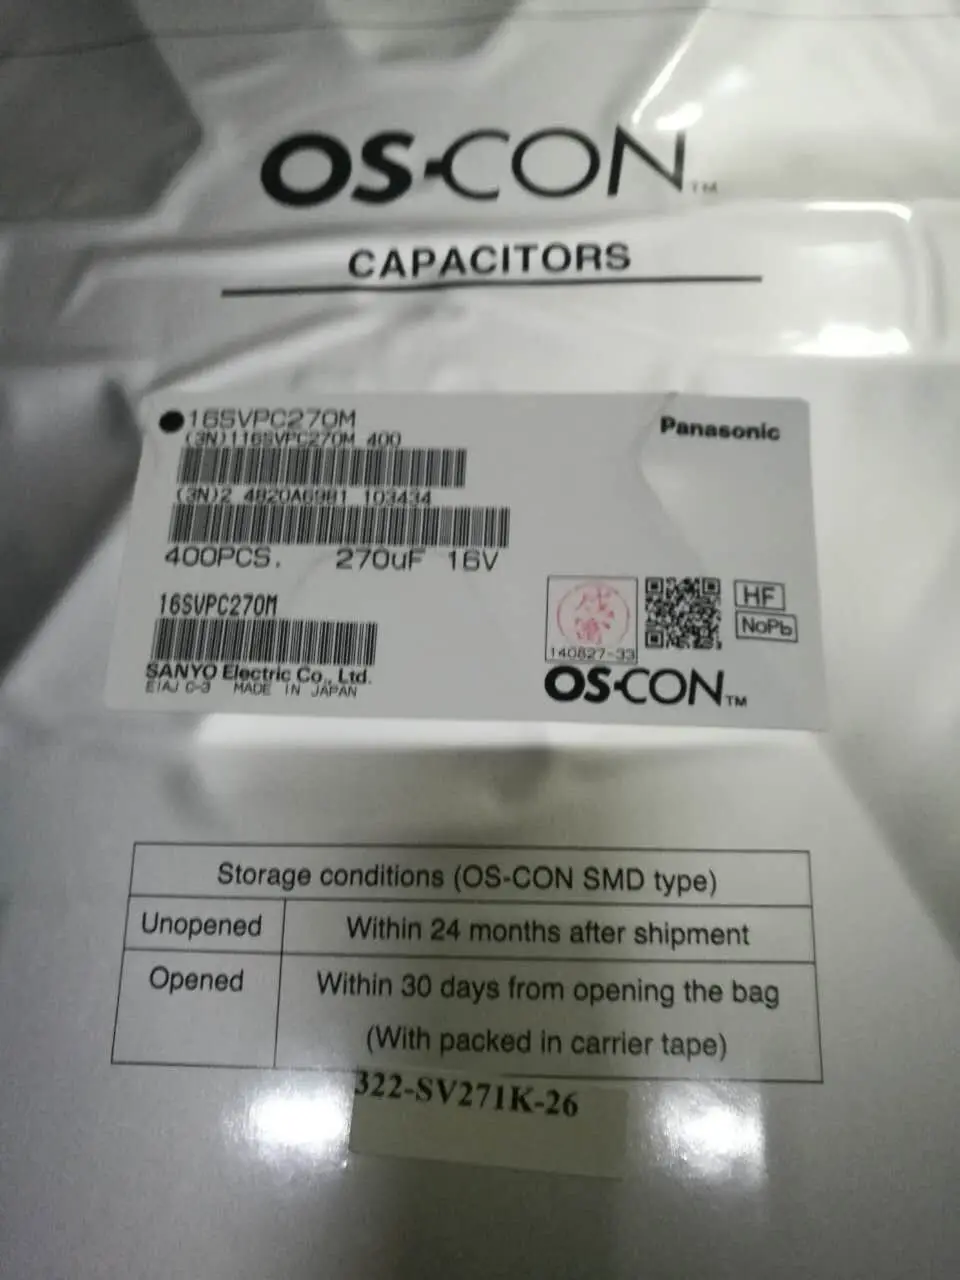 OS-CON™
CAPACITORS
16SVPC270M
Panasonic
(3N)116SVPC270M 400
(3N)2 4820A69B1 103434
400PCS. 270uF 16V
16SVPC270M
HF
NoPb
140827-33
SANYO Electric Co., Ltd.
EIAJ C-3 MADE IN JAPAN
OS-CON™
Storage conditions (OS-CON SMD type)
Unopened Within 24 months after shipment
Opened Within 30 days from opening the bag
(With packed in carrier tape)
322-SV271K-26